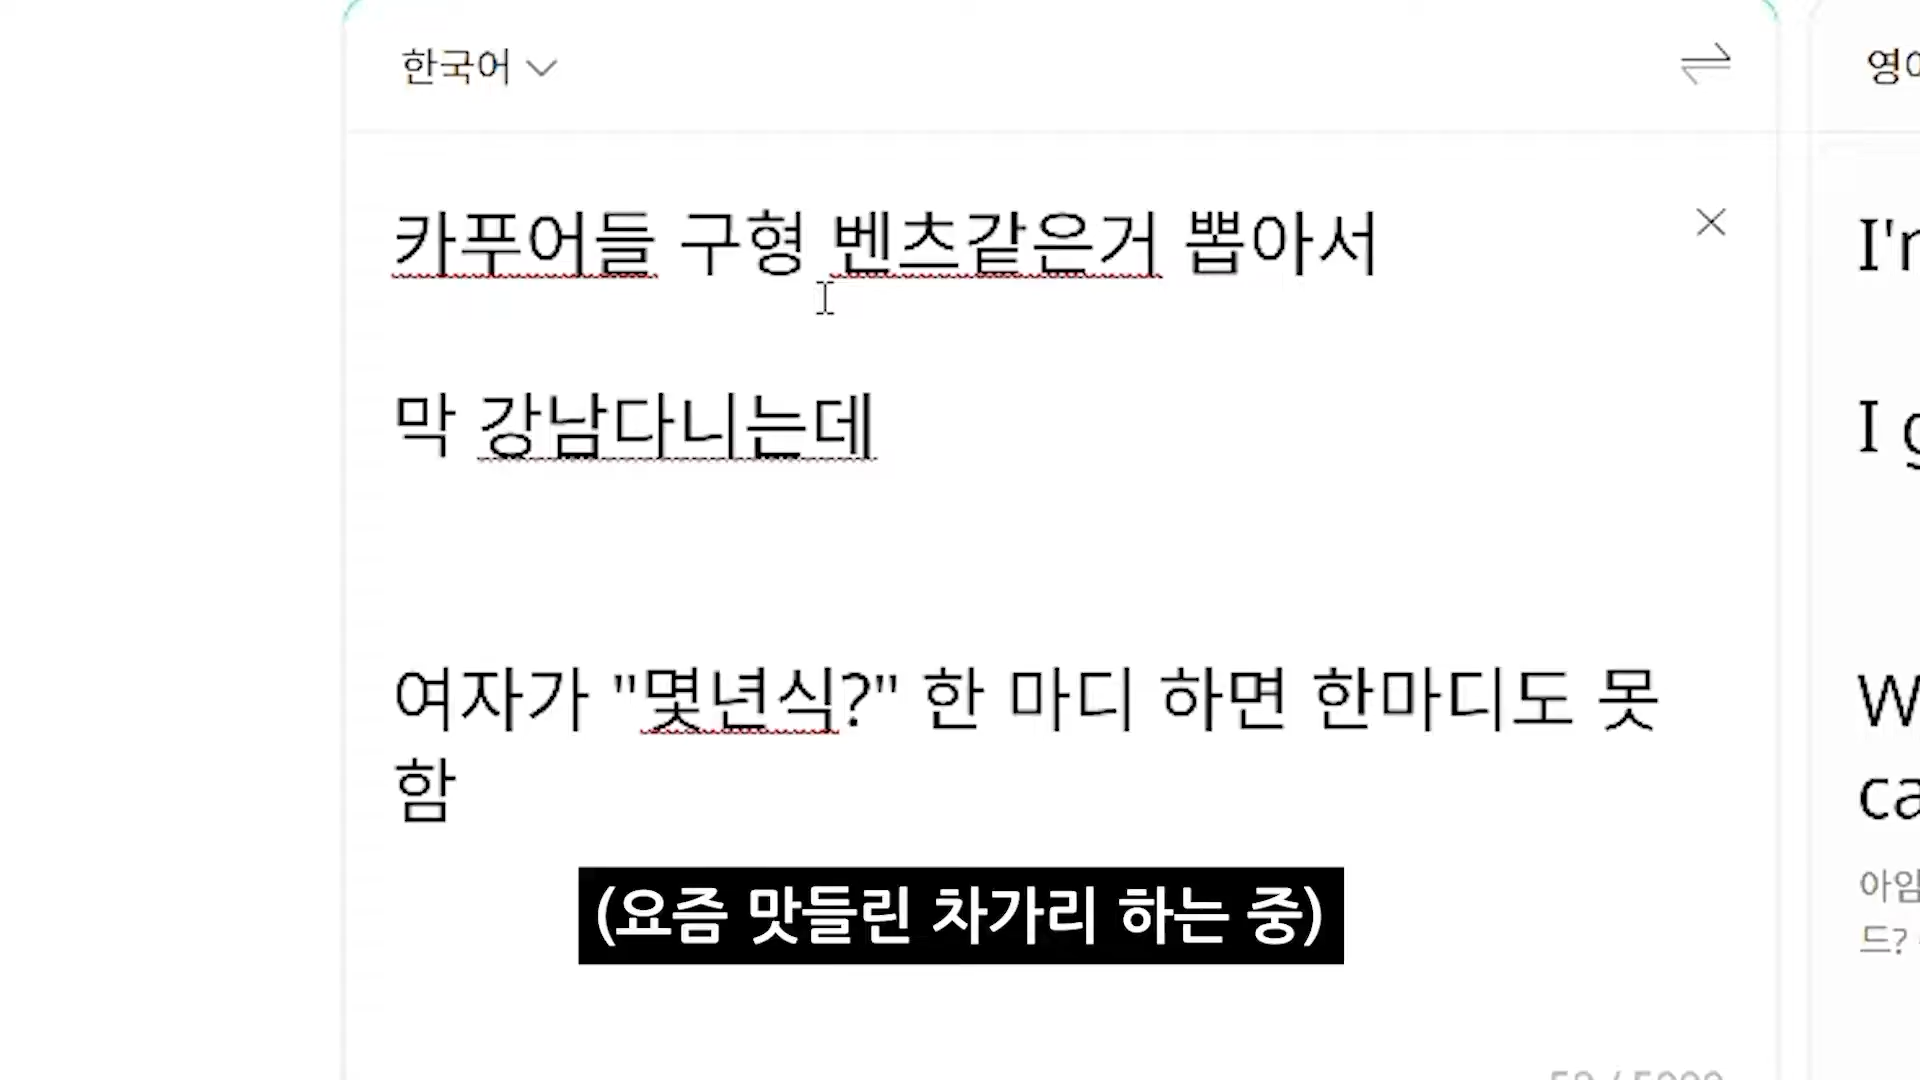 한국어
카푸어들 구형 벤츠같은거 뽑아서
I'r
막 강남다니는데
I g
여자가 "몇년식?" 한 마디 하면 한마디도 못
W
함
ca
아임
드?
(요즘 맛들린 차가리 하는 중)